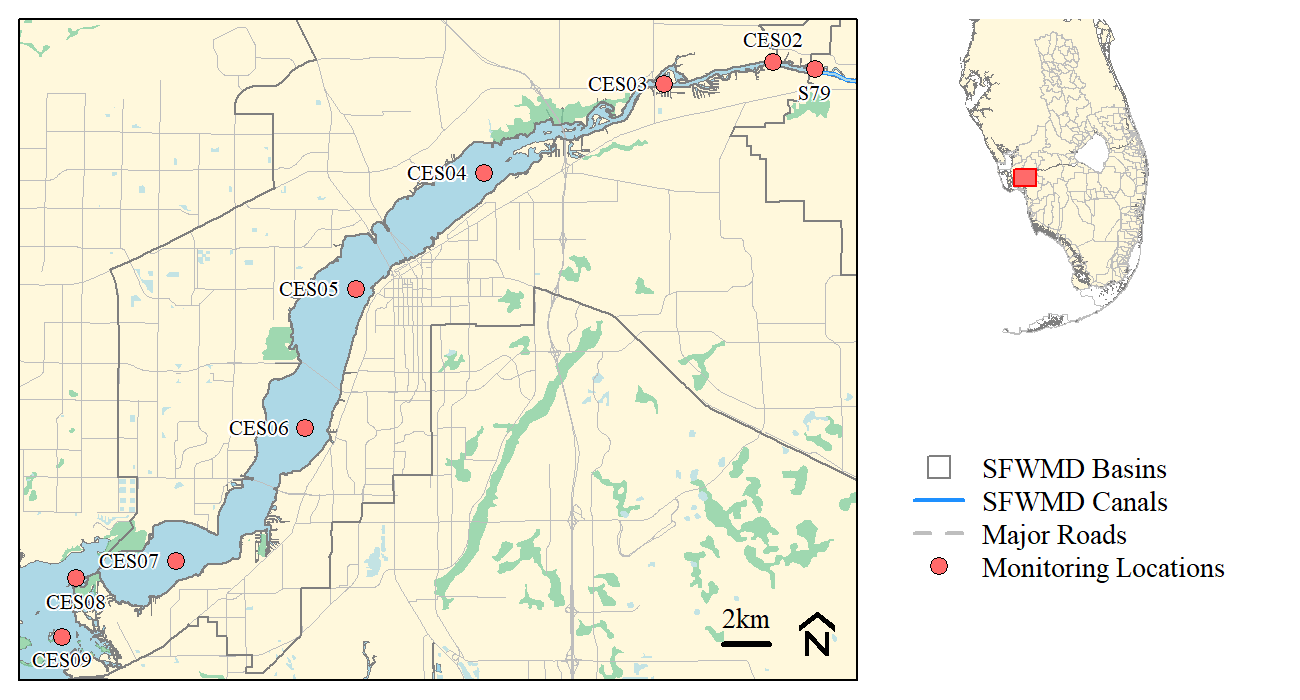 CES02
CES03
S79
CES04
CES05
CES06
CES07
CES08
CES09
2km
N
SFWMD Basins
SFWMD Canals
Major Roads
Monitoring Locations